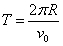 T = 2πR / v₀